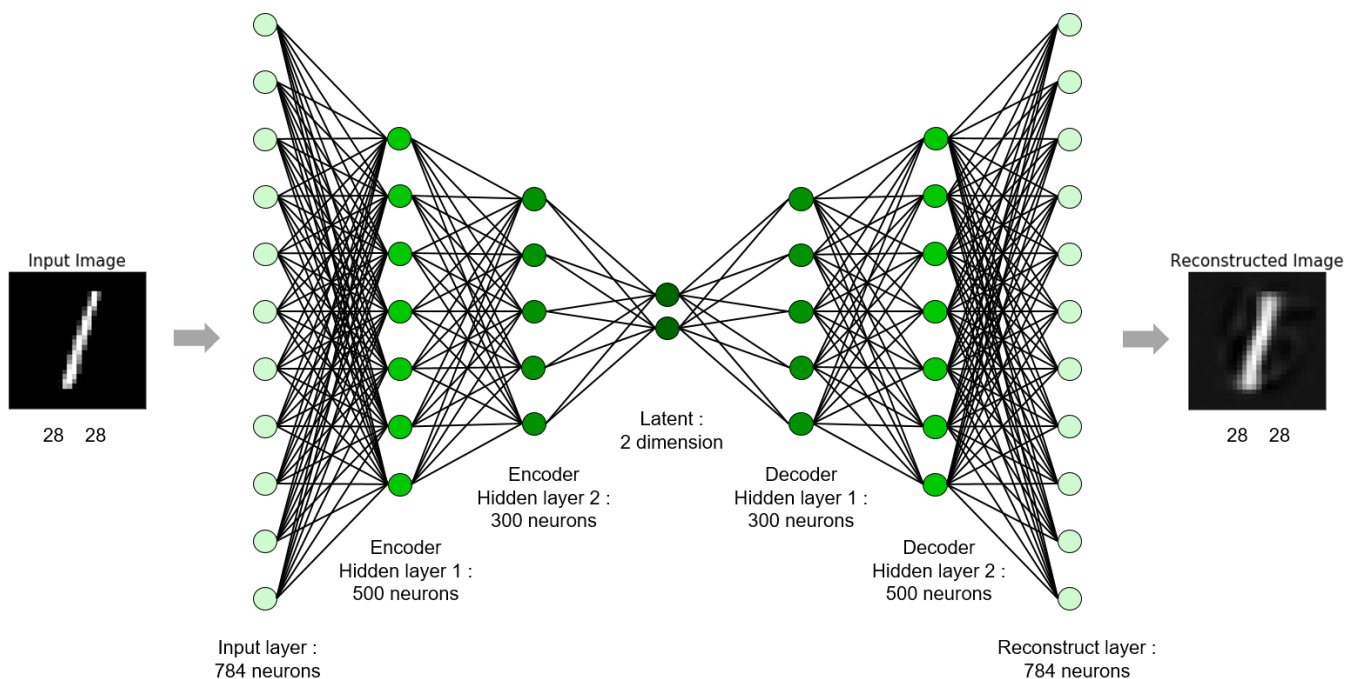 Input Image
28 28
Input layer :
784 neurons
Encoder
Hidden layer 1 :
500 neurons
Encoder
Hidden layer 2 :
300 neurons
Latent :
2 dimension
Decoder
Hidden layer 1 :
300 neurons
Decoder
Hidden layer 2 :
500 neurons
Reconstruct layer :
784 neurons
Reconstructed Image
28 28